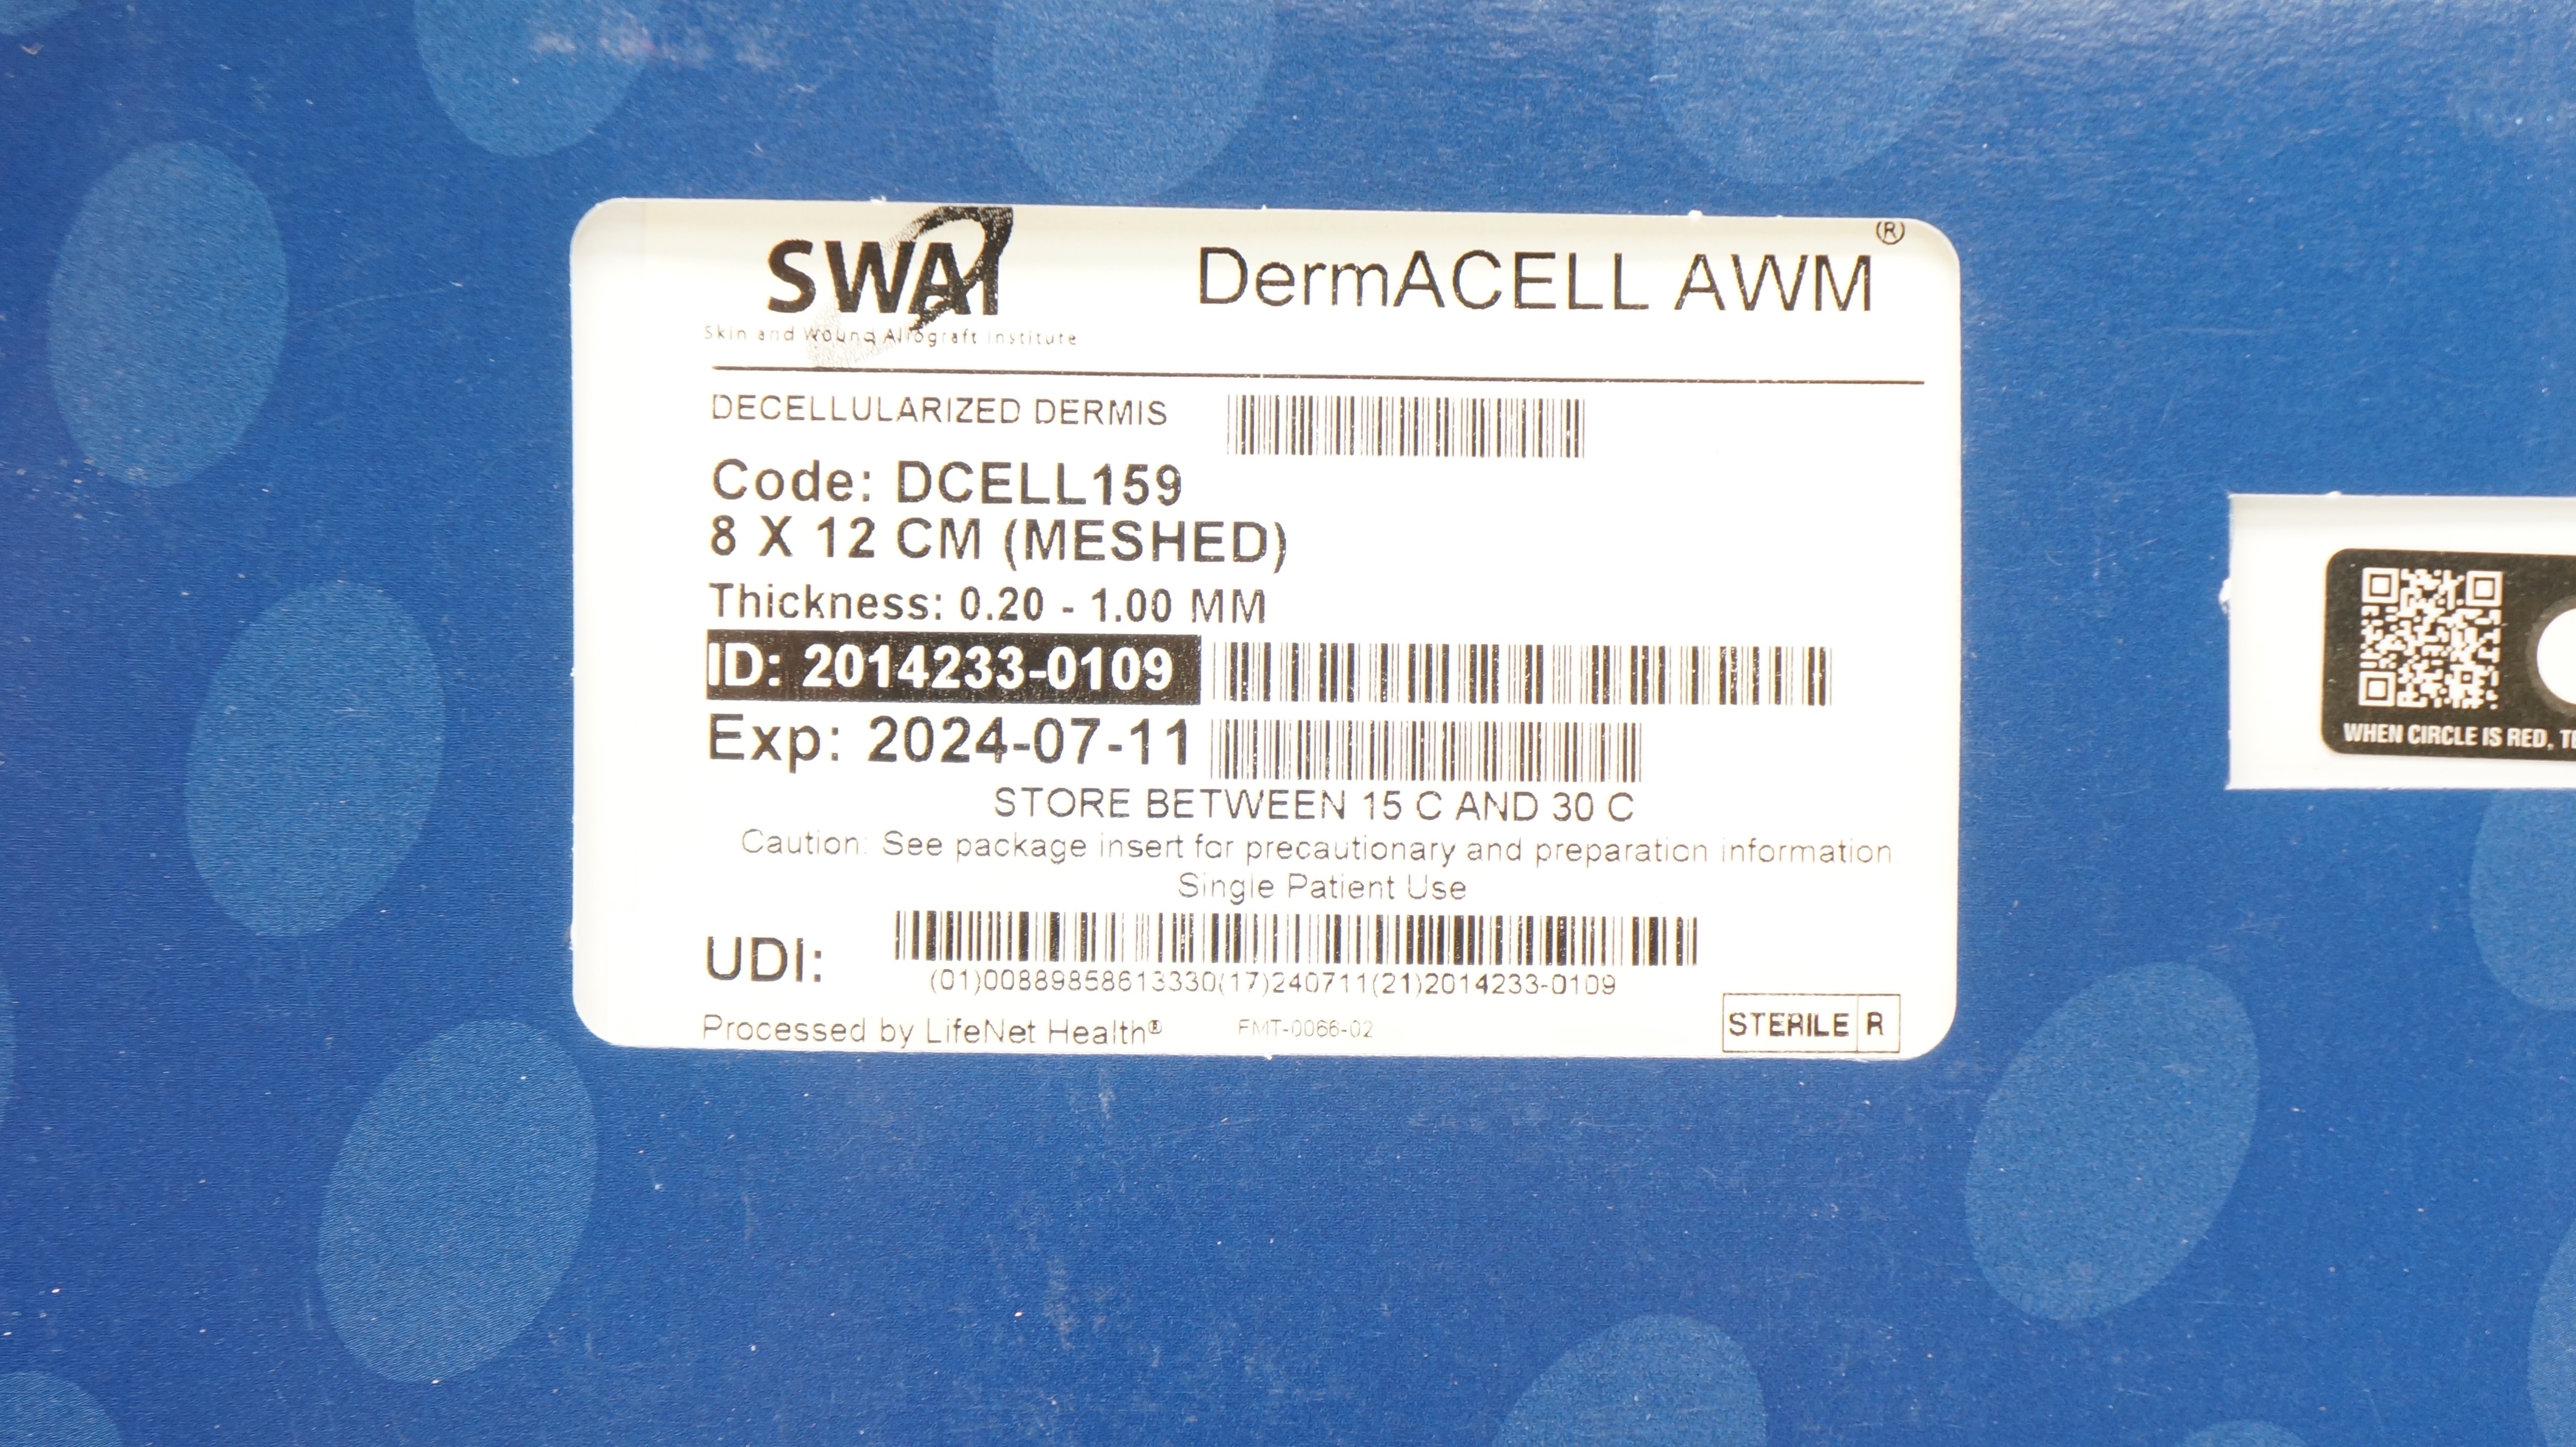 SWAI
Skin and Wound Allograft Institute
DermACELL AWM®
DECELLULARIZED DERMIS
Code: DCELL159
8 X 12 CM (MESHED)
Thickness: 0.20 - 1.00 MM
ID: 2014233-0109
Exp: 2024-07-11
STORE BETWEEN 15 C AND 30 C
Caution: See package insert for precautionary and preparation information
Single Patient Use
UDI:
(01)00889858613330(17)240711(21)2014233-0109
Processed by LifeNet Health®
FMT-0066-02
STERILE R
WHEN CIRCLE IS RED,